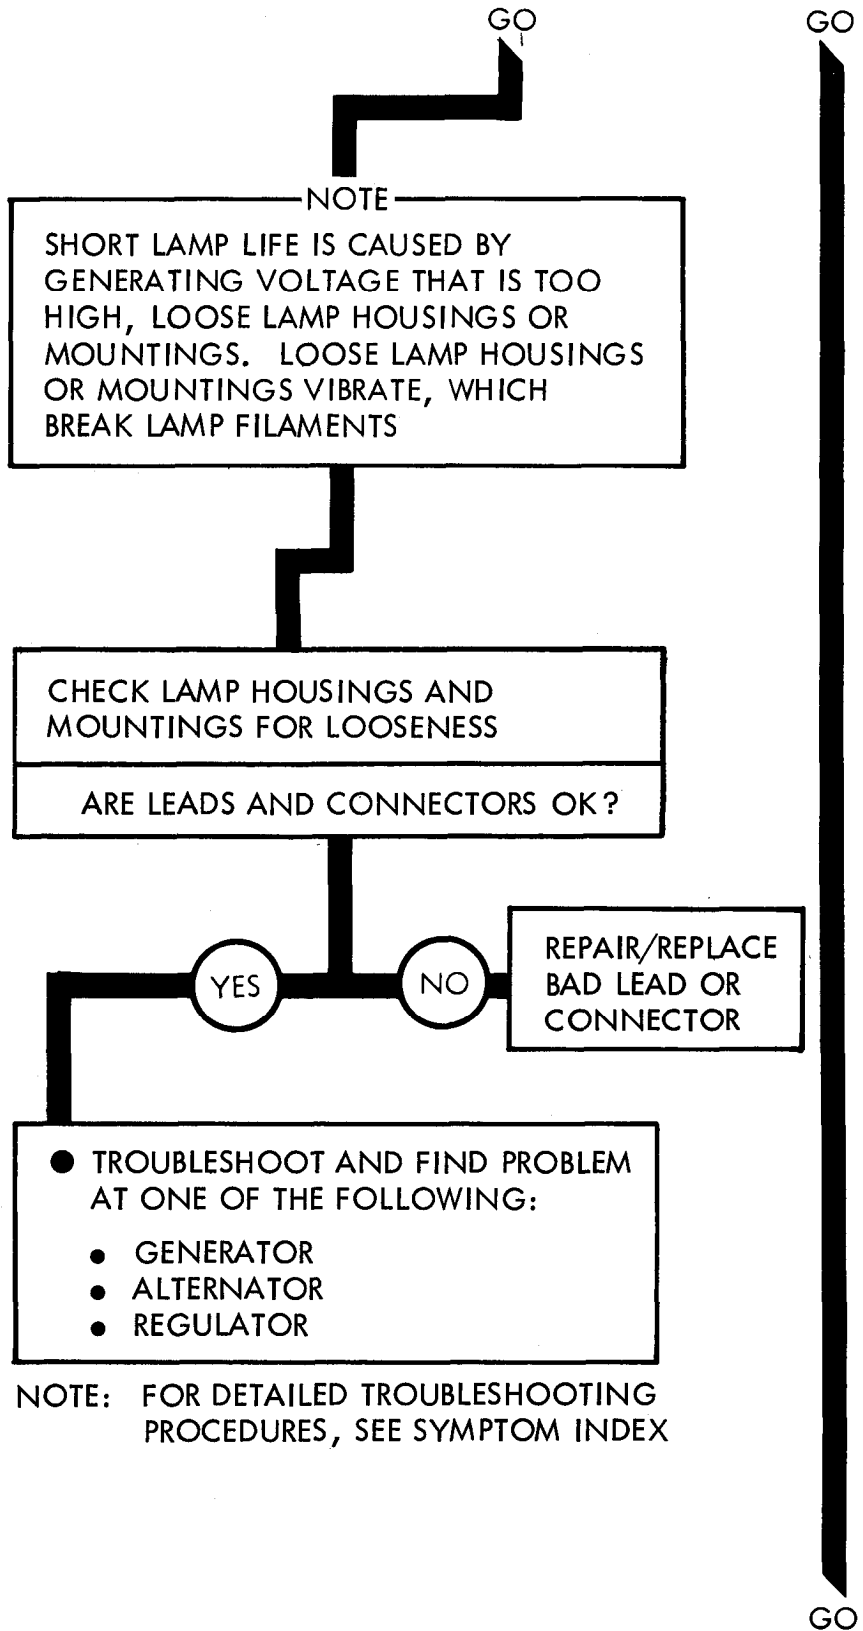 GO
GO
NOTE
SHORT LAMP LIFE IS CAUSED BY
GENERATING VOLTAGE THAT IS TOO
HIGH, LOOSE LAMP HOUSINGS OR
MOUNTINGS. LOOSE LAMP HOUSINGS
OR MOUNTINGS VIBRATE, WHICH
BREAK LAMP FILAMENTS
CHECK LAMP HOUSINGS AND
MOUNTINGS FOR LOOSENESS
ARE LEADS AND CONNECTORS OK?
YES
NO
REPAIR/REPLACE
BAD LEAD OR
CONNECTOR
● TROUBLESHOOT AND FIND PROBLEM
AT ONE OF THE FOLLOWING:
● GENERATOR
● ALTERNATOR
● REGULATOR
NOTE: FOR DETAILED TROUBLESHOOTING
PROCEDURES, SEE SYMPTOM INDEX
GO